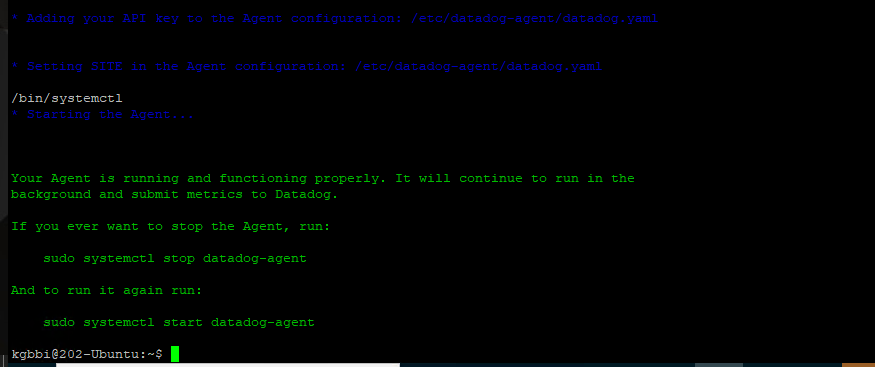 * Adding your API key to the Agent configuration: /etc/datadog-agent/datadog.yaml
* Setting SITE in the Agent configuration: /etc/datadog-agent/datadog.yaml
/bin/systemctl
* Starting the Agent...
Your Agent is running and functioning properly. It will continue to run in the
background and submit metrics to Datadog.
If you ever want to stop the Agent, run:
sudo systemctl stop datadog-agent
And to run it again run:
sudo systemctl start datadog-agent
kgbbi@202-Ubuntu:~$